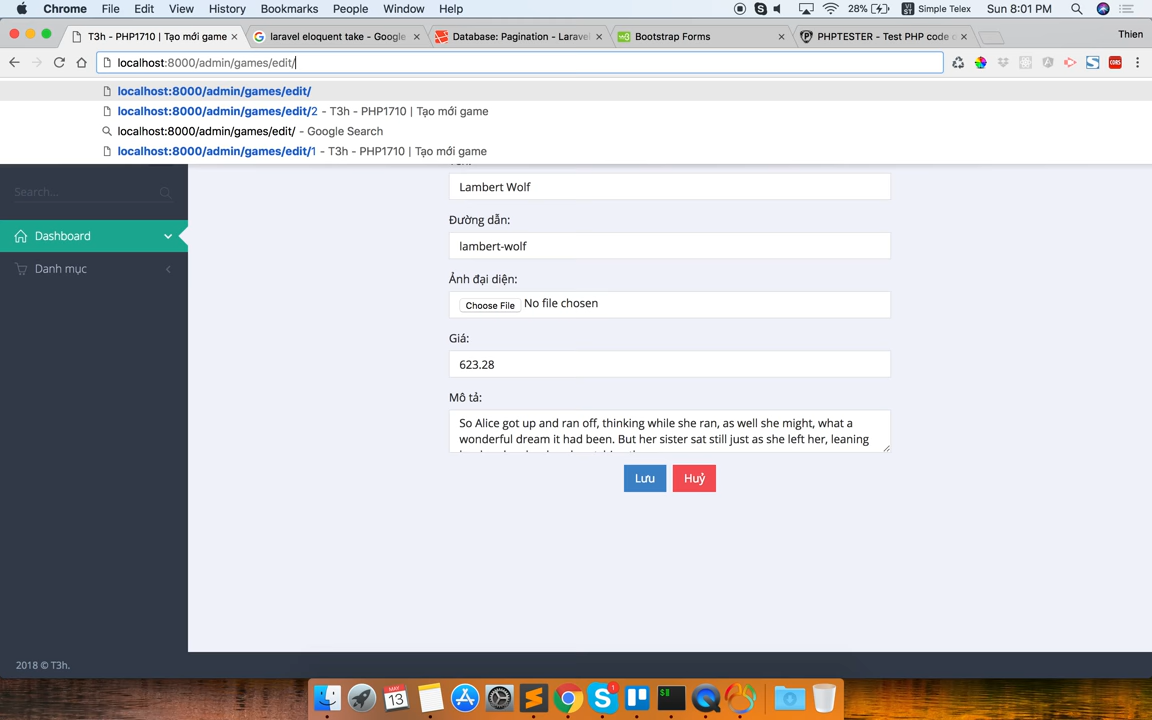 Chrome File Edit View History Bookmarks People Window Help 28% Simple Telex Sun 8:01 PM
T3h - PHP1710 | Tạo mới game laravel eloquent take - Google Database: Pagination - Laravel Bootstrap Forms PHPTESTER - Test PHP code Thien
localhost:8000/admin/games/edit/
localhost:8000/admin/games/edit/
localhost:8000/admin/games/edit/2 - T3h - PHP1710 | Tạo mới game
localhost:8000/admin/games/edit/ - Google Search
localhost:8000/admin/games/edit/1 - T3h - PHP1710 | Tạo mới game
Search...
Dashboard
Danh mục
Lambert Wolf
Đường dẫn:
lambert-wolf
Ảnh đại diện:
Choose File No file chosen
Giá:
623.28
Mô tả:
So Alice got up and ran off, thinking while she ran, as well she might, what a
wonderful dream it had been. But her sister sat still just as she left her, leaning
Lưu Huỷ
2018 © T3h.
MAY
13
1